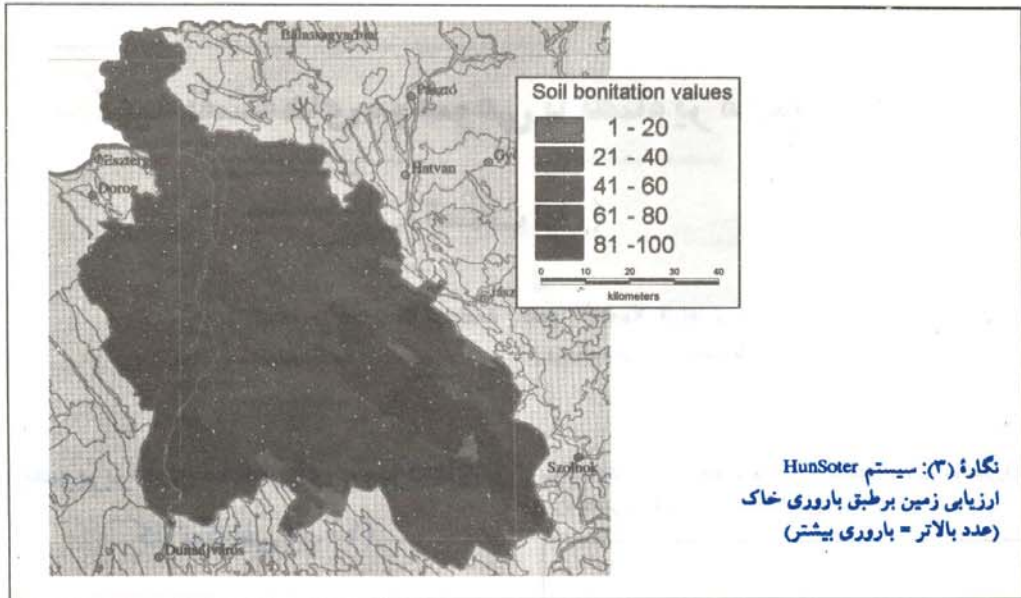 Balassagyarmat
Pásztó
Soil bonitation values
1 - 20
21 - 40
41 - 60
61 - 80
81 -100
0 10 20 30 40
kilometers
Hatvan
Dorog
Szolnok
Dunaújváros
نگارهٔ (۳): سیستم HunSoter
ارزیابی زمین برطبق باروری خاک
(عدد بالاتر = باروری بیشتر)